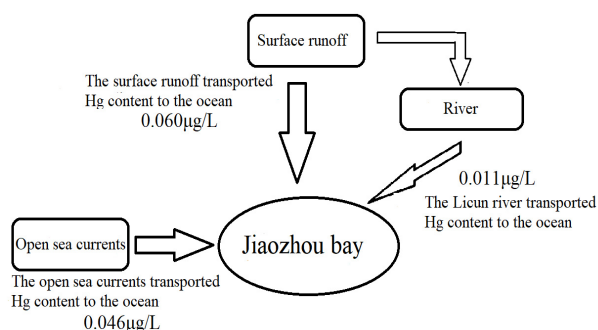 Surface runoff
The surface runoff transported
Hg content to the ocean
0.060μg/L
River
0.011μg/L
The Licun river transported
Hg content to the ocean
Jiaozhou bay
Open sea currents
The open sea currents transported
Hg content to the ocean
0.046μg/L